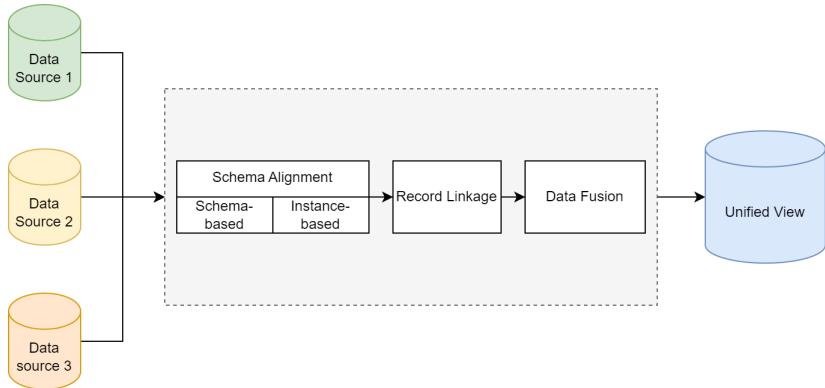 Data
Source 1
Data
Source 2
Data
source 3
Schema Alignment
Schema-
based
Instance-
based
Record Linkage
Data Fusion
Unified View